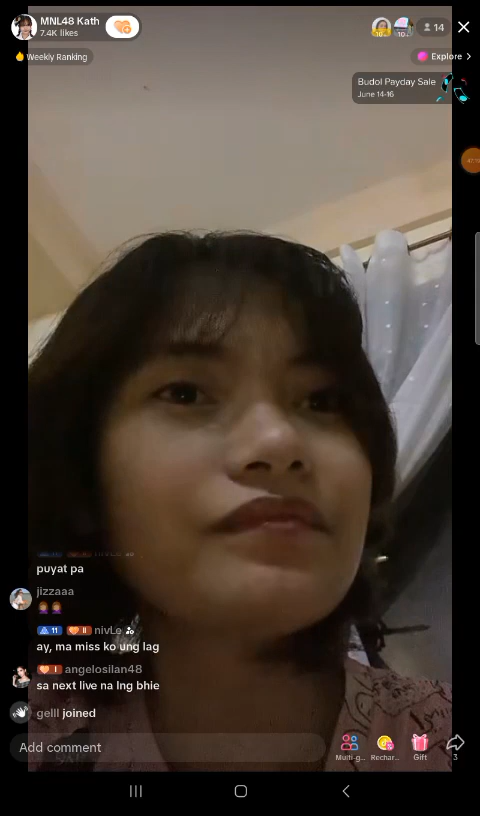 MNL48 Kath
7.4K likes
14
Weekly Ranking
Explore
Budol Payday Sale
June 14-16
puyat pa
jizzaaa
11 II nivLe
ay, ma miss ko ung lag
I angelosilan48
sa next live na lng bhie
gelll joined
Add comment
Multi-g...
Rechar...
Gift
3